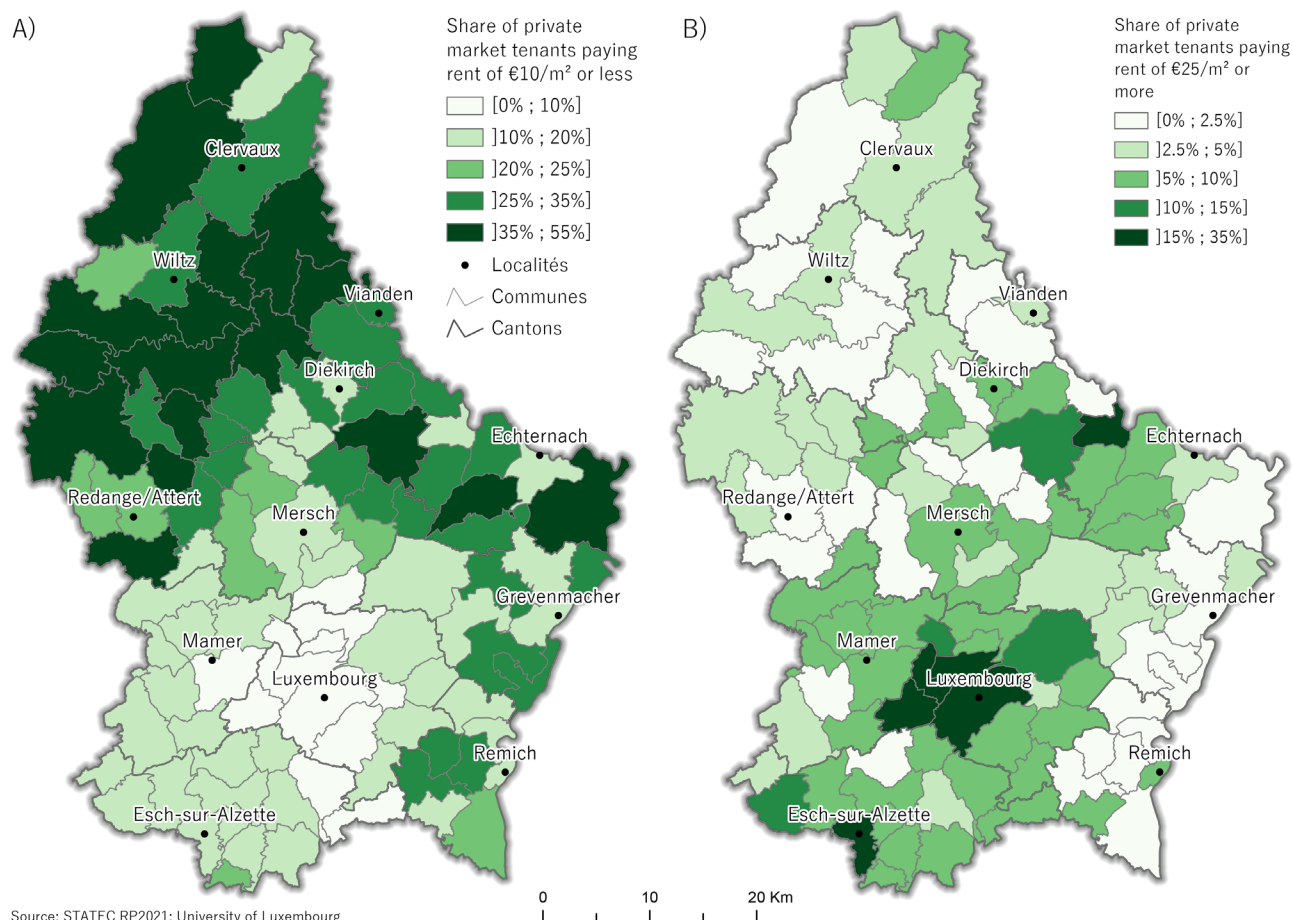 A)
Share of private
market tenants paying
rent of €10/m² or less
[0% ; 10%]
]10% ; 20%]
]20% ; 25%]
]25% ; 35%]
]35% ; 55%]
Localités
Communes
Cantons
Clervaux
Wiltz
Vianden
Diekirch
Echternach
Redange/Attert
Mersch
Grevenmacher
Mamer
Luxembourg
Remich
Esch-sur-Alzette
B)
Share of private
market tenants paying
rent of €25/m² or
more
[0% ; 2.5%]
]2.5% ; 5%]
]5% ; 10%]
]10% ; 15%]
]15% ; 35%]
Clervaux
Wiltz
Vianden
Diekirch
Echternach
Redange/Attert
Mersch
Grevenmacher
Mamer
Luxembourg
Remich
Esch-sur-Alzette
0 10 20 Km
Source: STATEC RP2021; University of Luxembourg